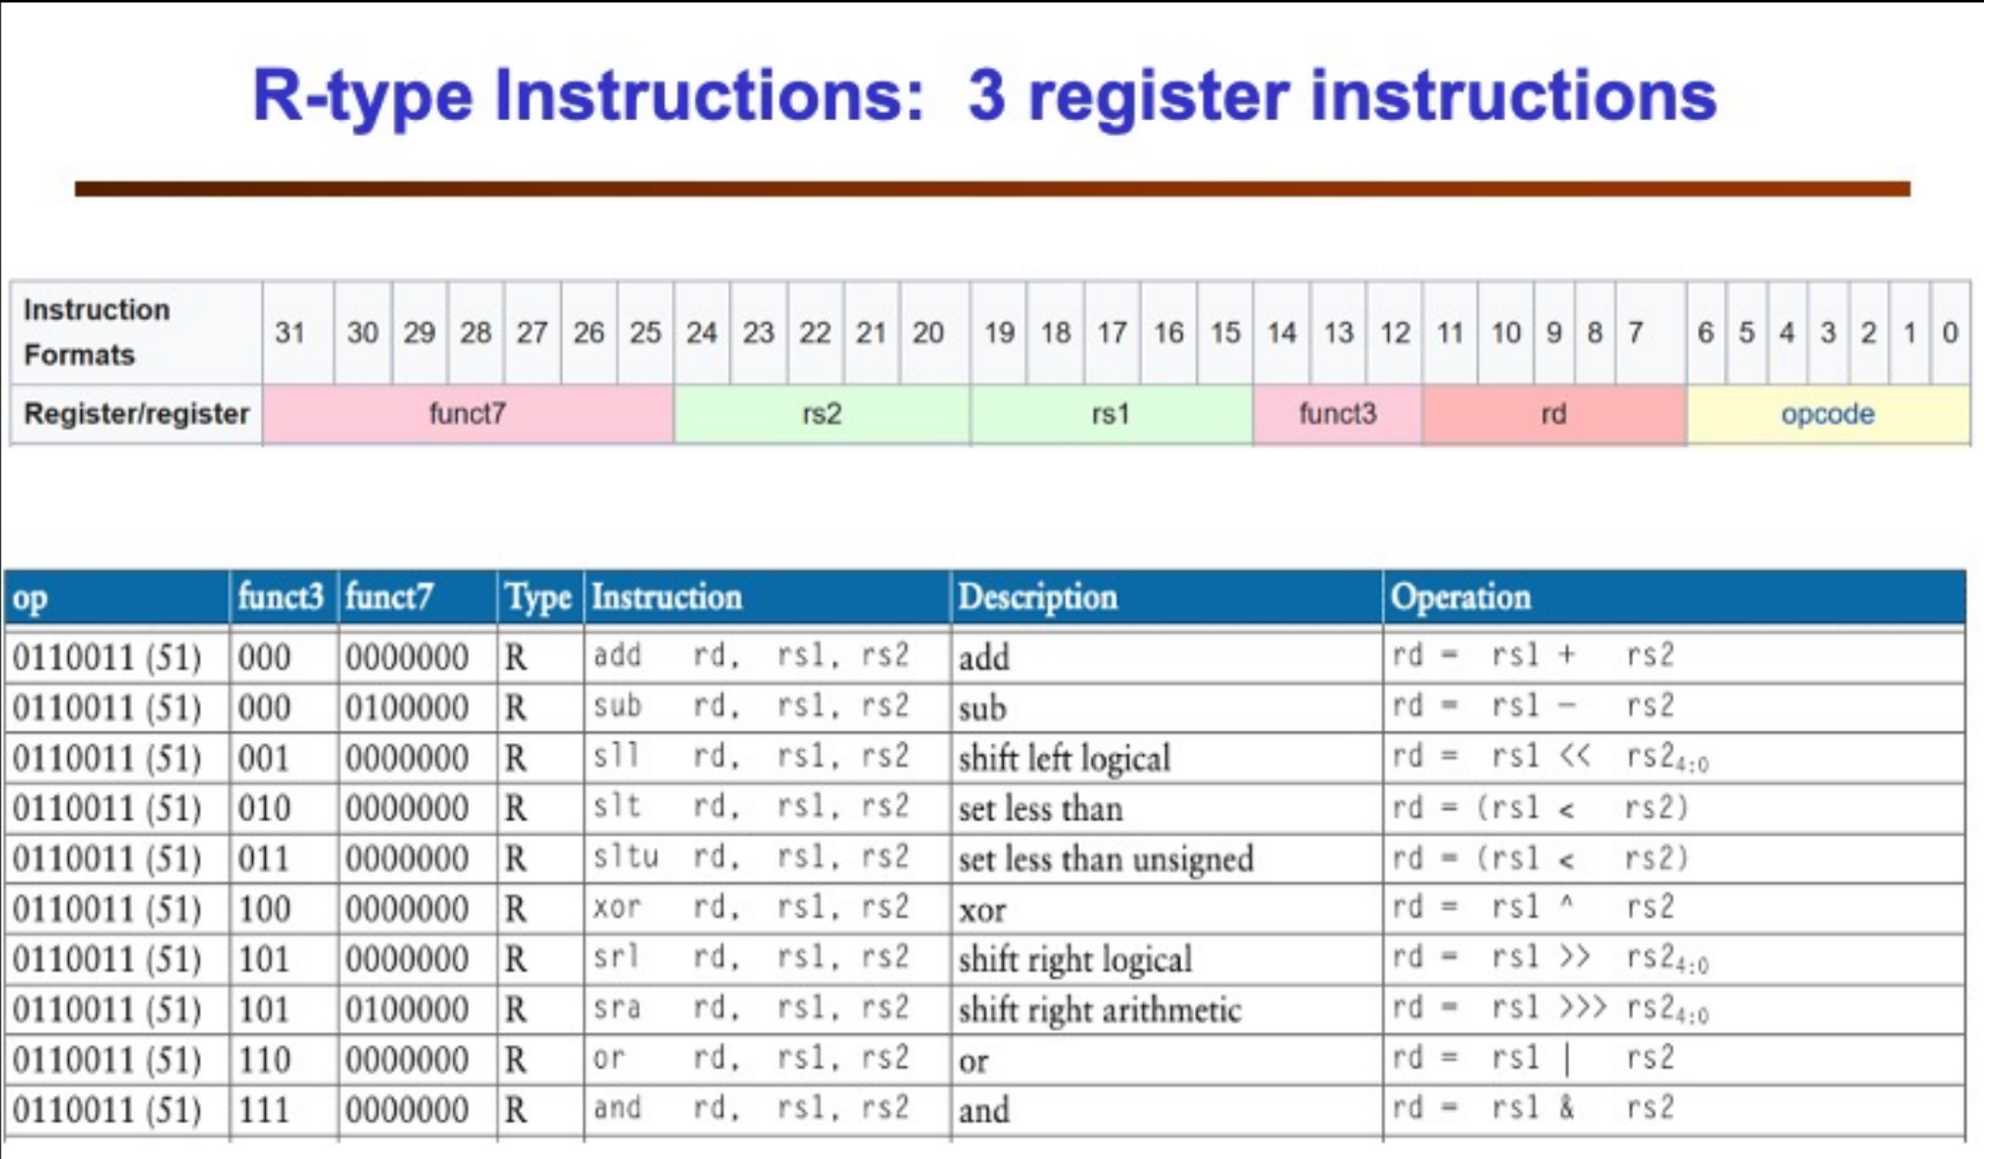 R-type Instructions: 3 register instructions
Instruction Formats 31 30 29 28 27 26 25 24 23 22 21 20 19 18 17 16 15 14 13 12 11 10 9 8 7 6 5 4 3 2 1 0
Register/register funct7 rs2 rs1 funct3 rd opcode
op funct3 funct7 Type Instruction Description Operation
0110011 (51) 000 0000000 R add rd, rs1, rs2 add rd = rs1 + rs2
0110011 (51) 000 0100000 R sub rd, rs1, rs2 sub rd = rs1 − rs2
0110011 (51) 001 0000000 R sll rd, rs1, rs2 shift left logical rd = rs1 << rs2₄:₀
0110011 (51) 010 0000000 R slt rd, rs1, rs2 set less than rd = (rs1 < rs2)
0110011 (51) 011 0000000 R sltu rd, rs1, rs2 set less than unsigned rd = (rs1 < rs2)
0110011 (51) 100 0000000 R xor rd, rs1, rs2 xor rd = rs1 ^ rs2
0110011 (51) 101 0000000 R srl rd, rs1, rs2 shift right logical rd = rs1 >> rs2₄:₀
0110011 (51) 101 0100000 R sra rd, rs1, rs2 shift right arithmetic rd = rs1 >>> rs2₄:₀
0110011 (51) 110 0000000 R or rd, rs1, rs2 or rd = rs1 | rs2
0110011 (51) 111 0000000 R and rd, rs1, rs2 and rd = rs1 & rs2